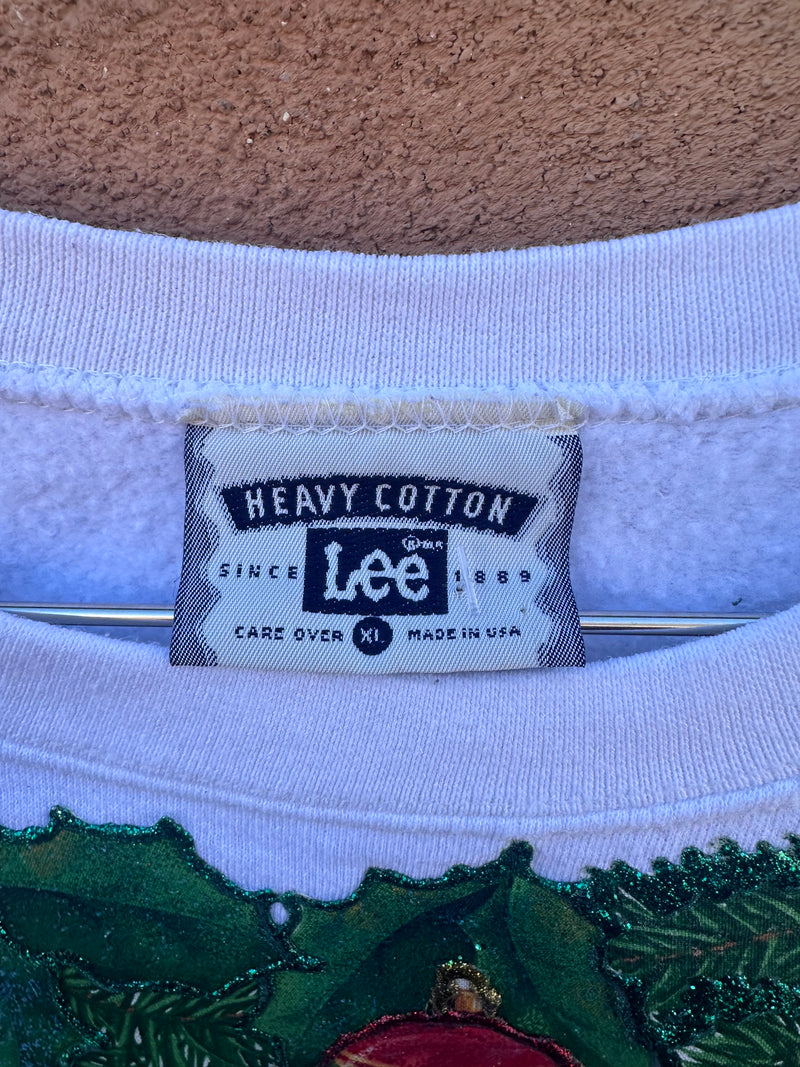 HEAVY COTTON
SINCE Lee ® 1889
CARE OVER XL MADE IN USA